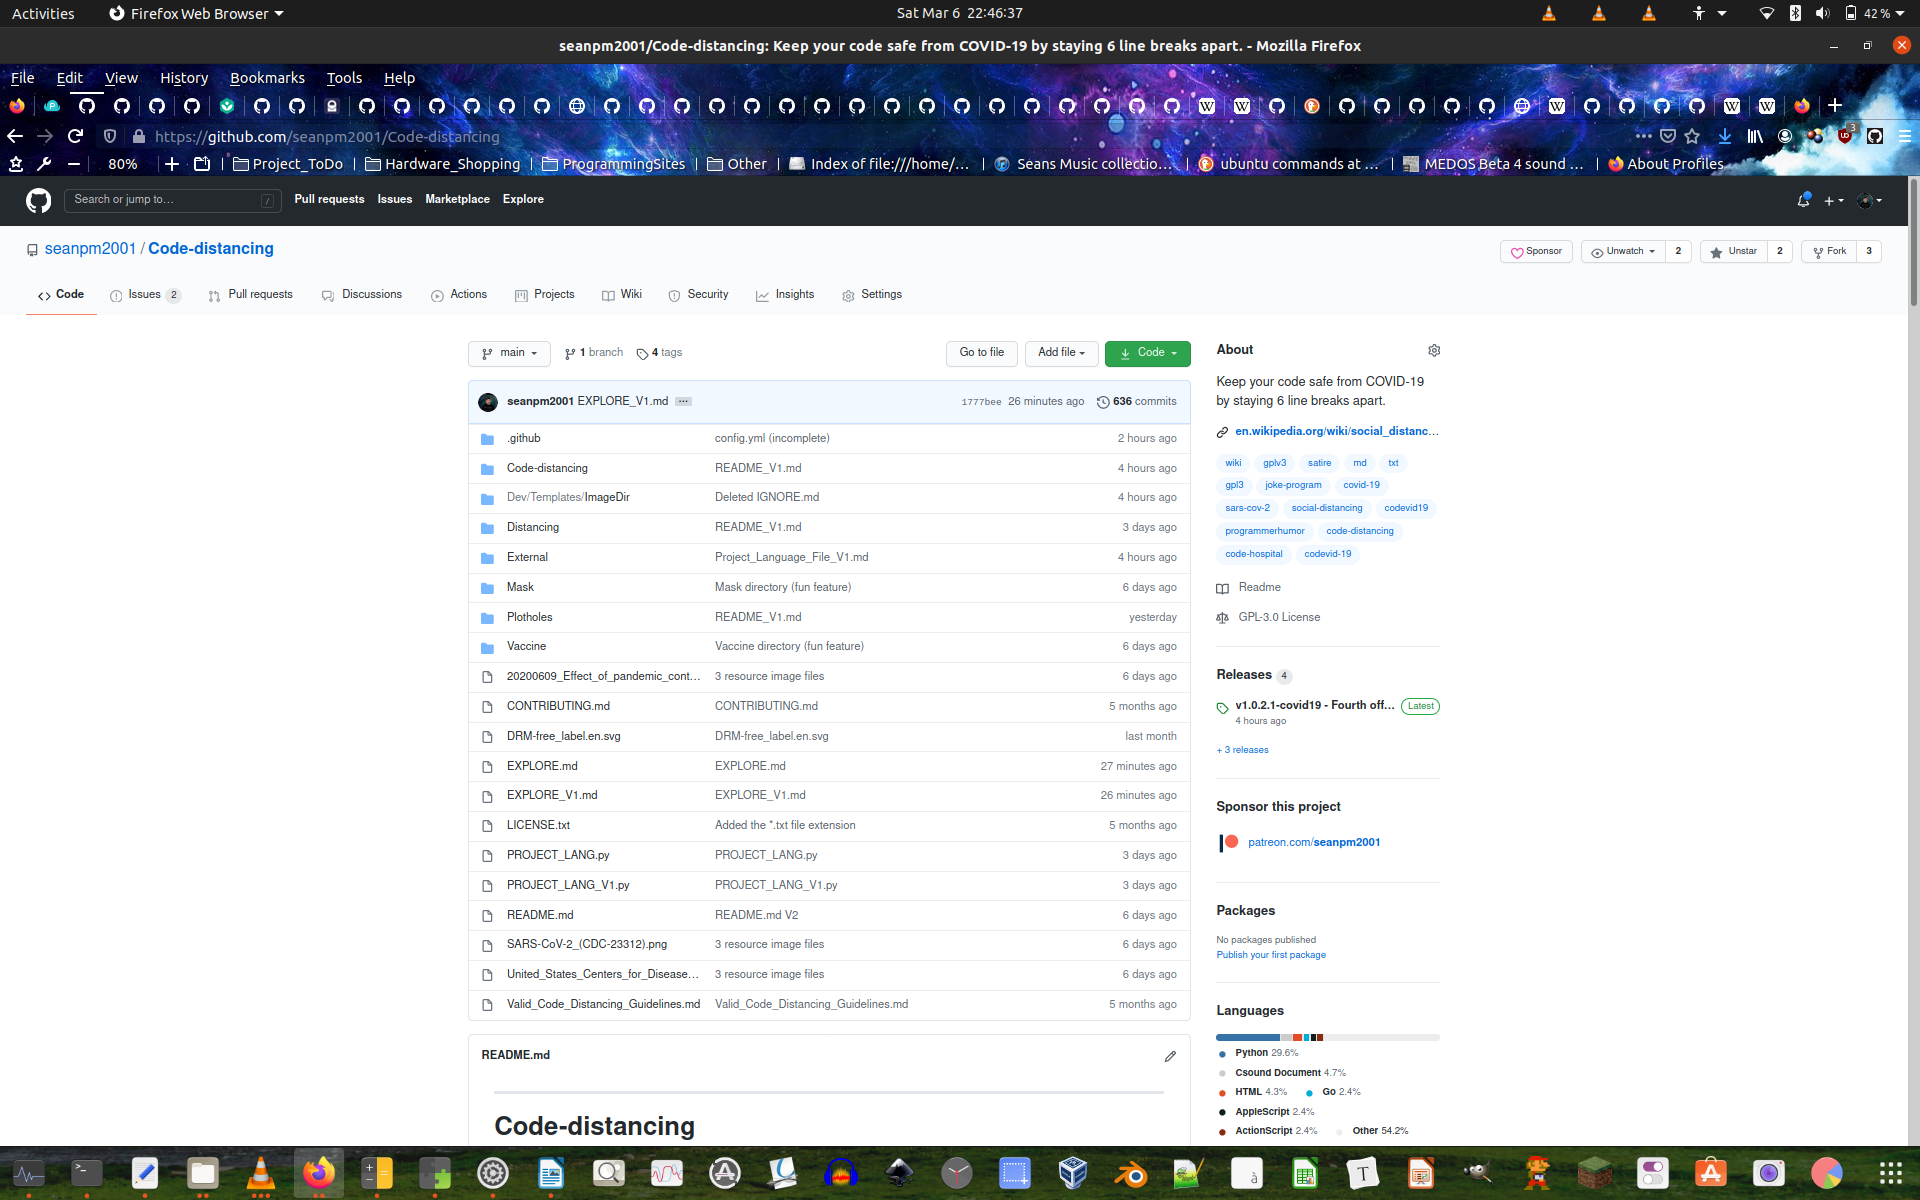 Activities
Firefox Web Browser
Sat Mar 6 22:46:37
42 %
seanpm2001/Code-distancing: Keep your code safe from COVID-19 by staying 6 line breaks apart. - Mozilla Firefox
File Edit View History Bookmarks Tools Help
https://github.com/seanpm2001/Code-distancing
3
80%
Project_ToDo
Hardware_Shopping
ProgrammingSites
Other
Index of file:///home/...
Seans Music collectio...
ubuntu commands at ...
MEDOS Beta 4 sound ...
About Profiles
Search or jump to...
/
Pull requests Issues Marketplace Explore
seanpm2001 / Code-distancing
Sponsor
Unwatch 2
Unstar 2
Fork 3
Code
Issues 2
Pull requests
Discussions
Actions
Projects
Wiki
Security
Insights
Settings
main
1 branch
4 tags
Go to file
Add file
Code
seanpm2001 EXPLORE_V1.md ...
1777bee 26 minutes ago 636 commits
.github config.yml (incomplete) 2 hours ago
Code-distancing README_V1.md 4 hours ago
Dev/Templates/ImageDir Deleted IGNORE.md 4 hours ago
Distancing README_V1.md 3 days ago
External Project_Language_File_V1.md 4 hours ago
Mask Mask directory (fun feature) 6 days ago
Plotholes README_V1.md yesterday
Vaccine Vaccine directory (fun feature) 6 days ago
20200609_Effect_of_pandemic_cont... 3 resource image files 6 days ago
CONTRIBUTING.md CONTRIBUTING.md 5 months ago
DRM-free_label.en.svg DRM-free_label.en.svg last month
EXPLORE.md EXPLORE.md 27 minutes ago
EXPLORE_V1.md EXPLORE_V1.md 26 minutes ago
LICENSE.txt Added the *.txt file extension 5 months ago
PROJECT_LANG.py PROJECT_LANG.py 3 days ago
PROJECT_LANG_V1.py PROJECT_LANG_V1.py 3 days ago
README.md README.md V2 6 days ago
SARS-CoV-2_(CDC-23312).png 3 resource image files 6 days ago
United_States_Centers_for_Disease... 3 resource image files 6 days ago
Valid_Code_Distancing_Guidelines.md Valid_Code_Distancing_Guidelines.md 5 months ago
README.md
Code-distancing
About
Keep your code safe from COVID-19
by staying 6 line breaks apart.
en.wikipedia.org/wiki/social_distanc...
wiki gplv3 satire md txt
gpl3 joke-program covid-19
sars-cov-2 social-distancing codevid19
programmerhumor code-distancing
code-hospital codevid-19
Readme
GPL-3.0 License
Releases 4
v1.0.2.1-covid19 - Fourth off... Latest
4 hours ago
+ 3 releases
Sponsor this project
patreon.com/seanpm2001
Packages
No packages published
Publish your first package
Languages
Python 29.6%
Csound Document 4.7%
HTML 4.3% Go 2.4%
AppleScript 2.4%
ActionScript 2.4% Other 54.2%